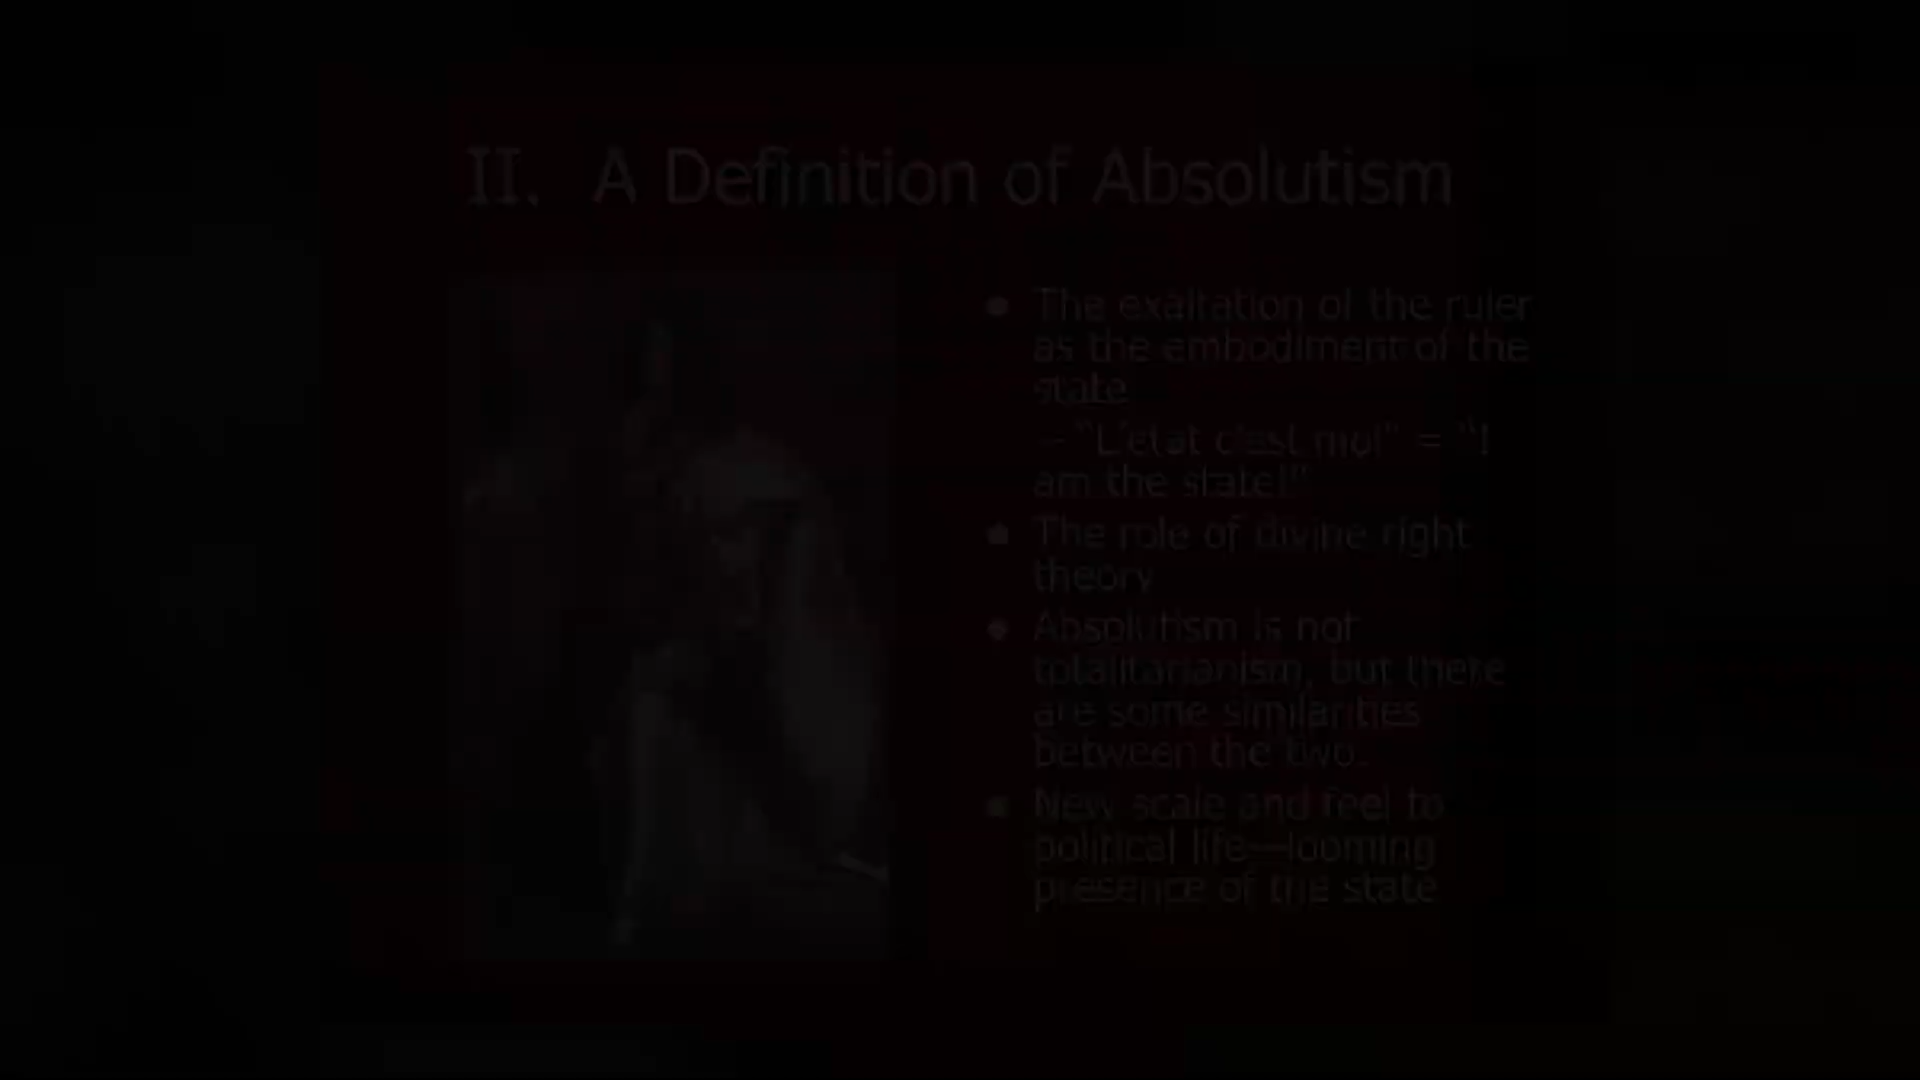 II. A Definition of Absolutism
• The exaltation of the ruler
as the embodiment of the
state
– "L'etat c'est moi" = "I
am the state!"
• The role of divine right
theory
• Absolutism is not
totalitarianism, but there
are some similarities
between the two.
• New scale and feel to
political life—looming
presence of the state